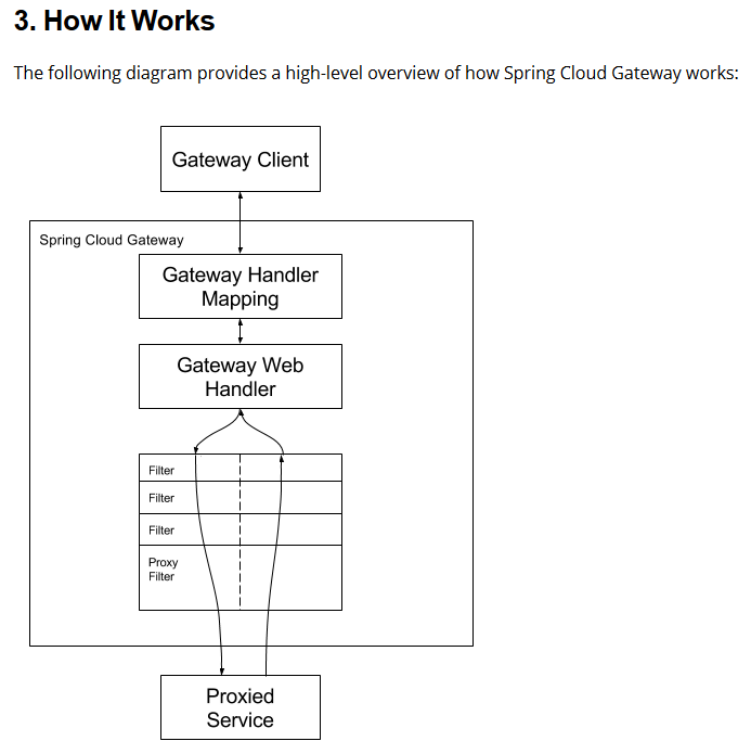 3. How It Works
The following diagram provides a high-level overview of how Spring Cloud Gateway works:
Gateway Client
Spring Cloud Gateway
Gateway Handler
Mapping
Gateway Web
Handler
Filter
Filter
Filter
Proxy
Filter
Proxied
Service